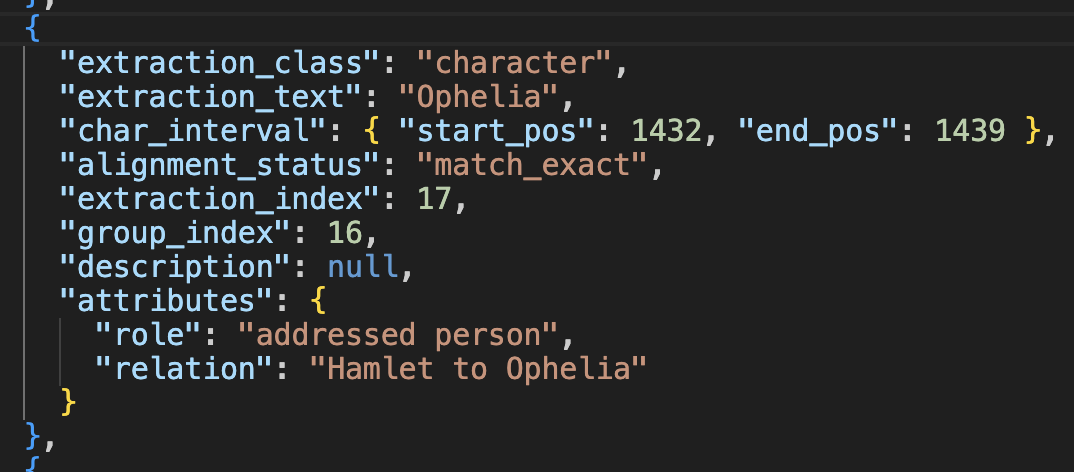 },
{
"extraction_class": "character",
"extraction_text": "Ophelia",
"char_interval": { "start_pos": 1432, "end_pos": 1439 },
"alignment_status": "match_exact",
"extraction_index": 17,
"group_index": 16,
"description": null,
"attributes": {
"role": "addressed person",
"relation": "Hamlet to Ophelia"
}
},
{